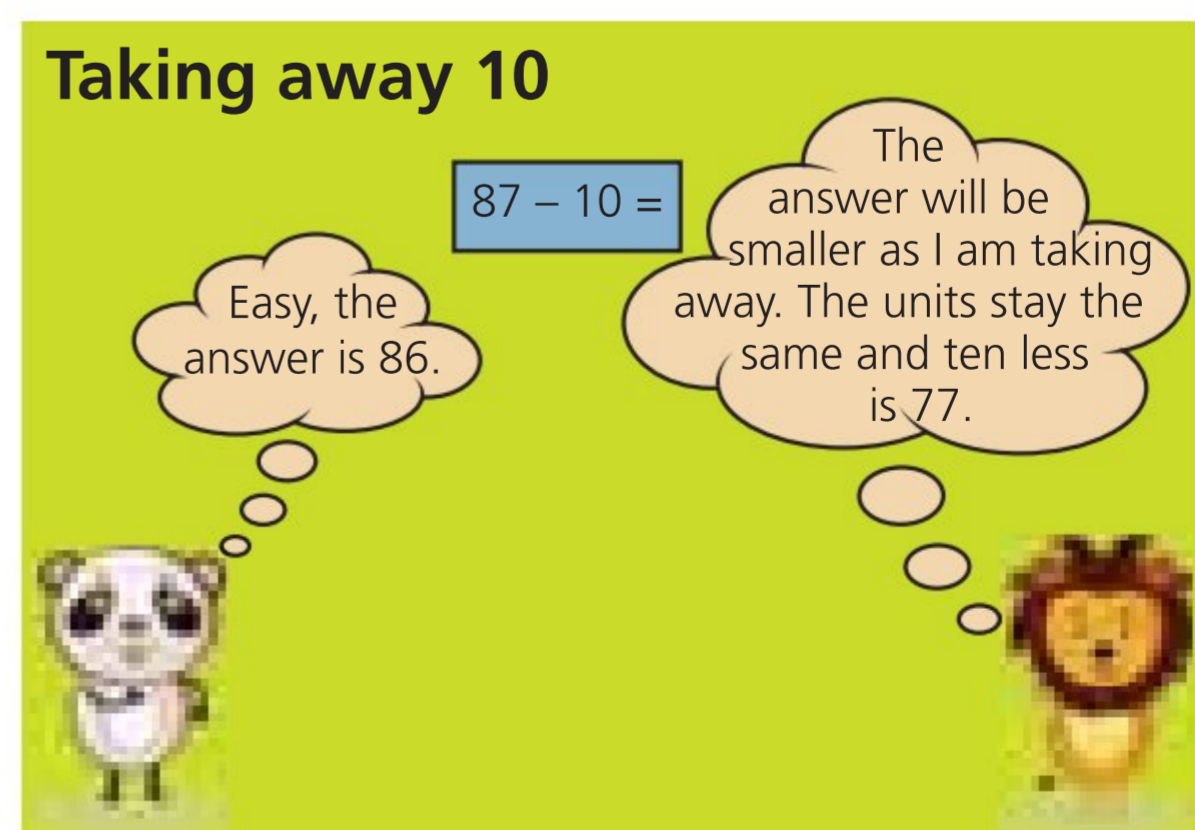 Taking away 10
87 – 10 =
Easy, the
answer is 86.
The
answer will be
smaller as I am taking
away. The units stay the
same and ten less
is 77.